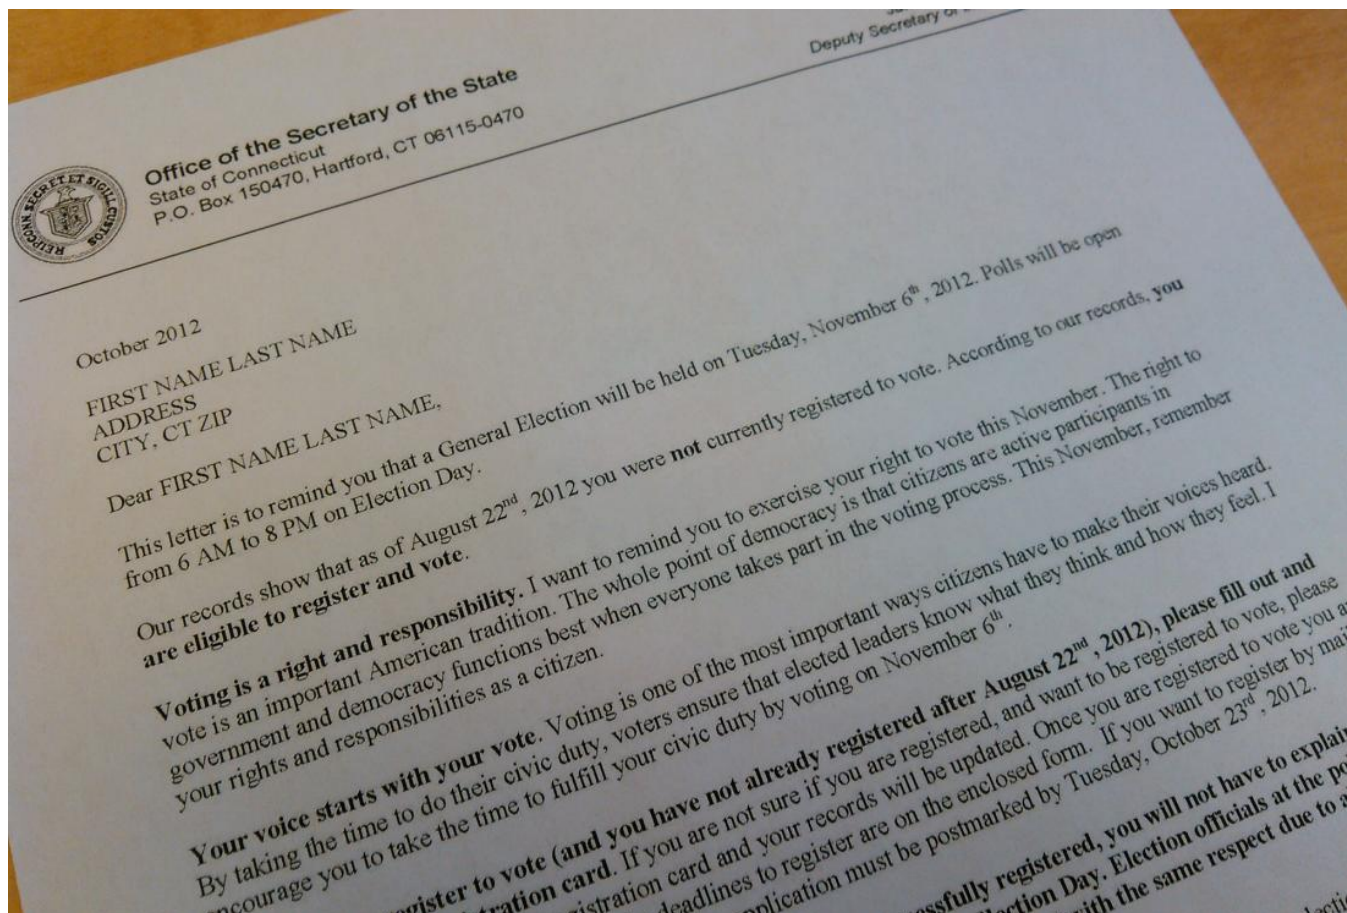 Deputy Secretary of
Office of the Secretary of the State
State of Connecticut
P.O. Box 150470, Hartford, CT 06115-0470
SECRET ET SIGILL CUSTOS REIPCONN
October 2012
FIRST NAME LAST NAME
ADDRESS
CITY, CT ZIP
Dear FIRST NAME LAST NAME,
This letter is to remind you that a General Election will be held on Tuesday, November 6th, 2012. Polls will be open
from 6 AM to 8 PM on Election Day.
Our records show that as of August 22nd, 2012 you were not currently registered to vote. According to our records, you
are eligible to register and vote.
Voting is a right and responsibility. I want to remind you to exercise your right to vote this November. The right to
vote is an important American tradition. The whole point of democracy is that citizens are active participants in
government and democracy functions best when everyone takes part in the voting process. This November, remember
your rights and responsibilities as a citizen.
Your voice starts with your vote. Voting is one of the most important ways citizens have to make their voices heard.
By taking the time to do their civic duty, voters ensure that elected leaders know what they think and how they feel. I
encourage you to take the time to fulfill your civic duty by voting on November 6th.
register to vote (and you have not already registered after August 22nd, 2012), please fill out and
registration card. If you are not sure if you are registered, and want to be registered to vote, please
registration card and your records will be updated. Once you are registered to vote you
deadlines to register are on the enclosed form. If you want to register by mail
application must be postmarked by Tuesday, October 23rd, 2012.
successfully registered, you will not have to explain
Election Day. Election officials at the
with the same respect due to